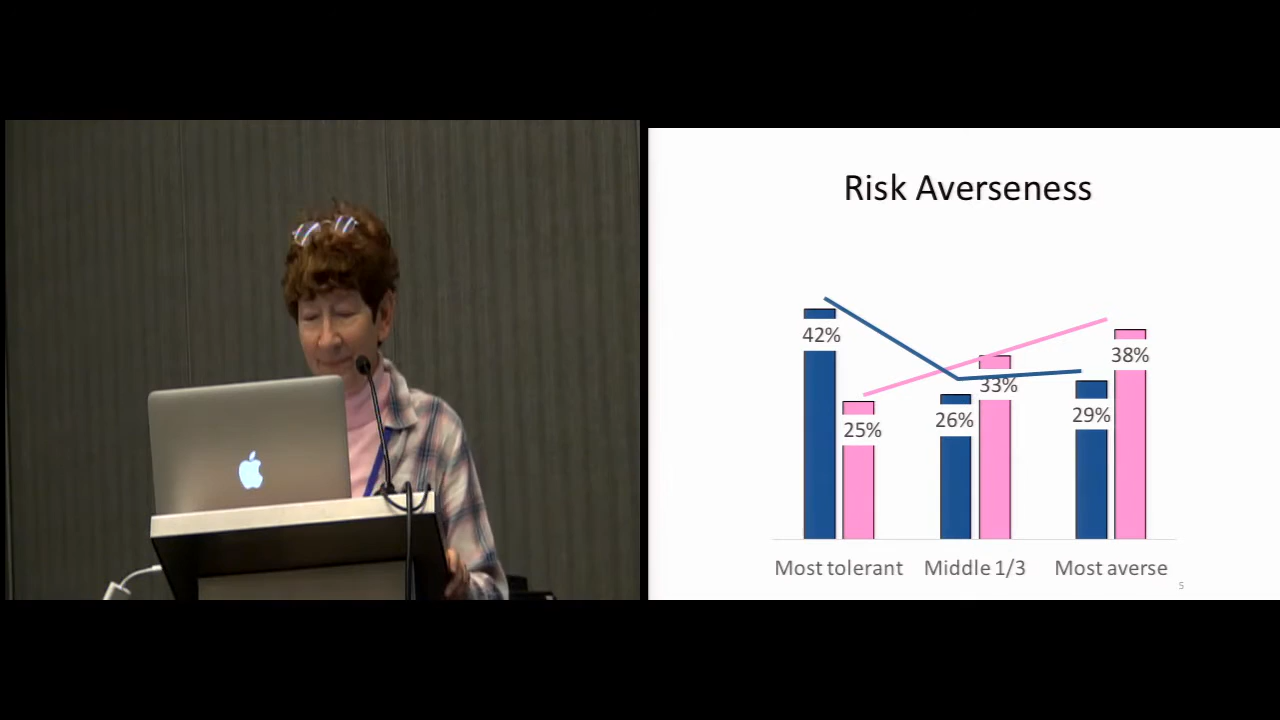 Risk Averseness
42%
25%
26%
33%
29%
38%
Most tolerant
Middle 1/3
Most averse
5